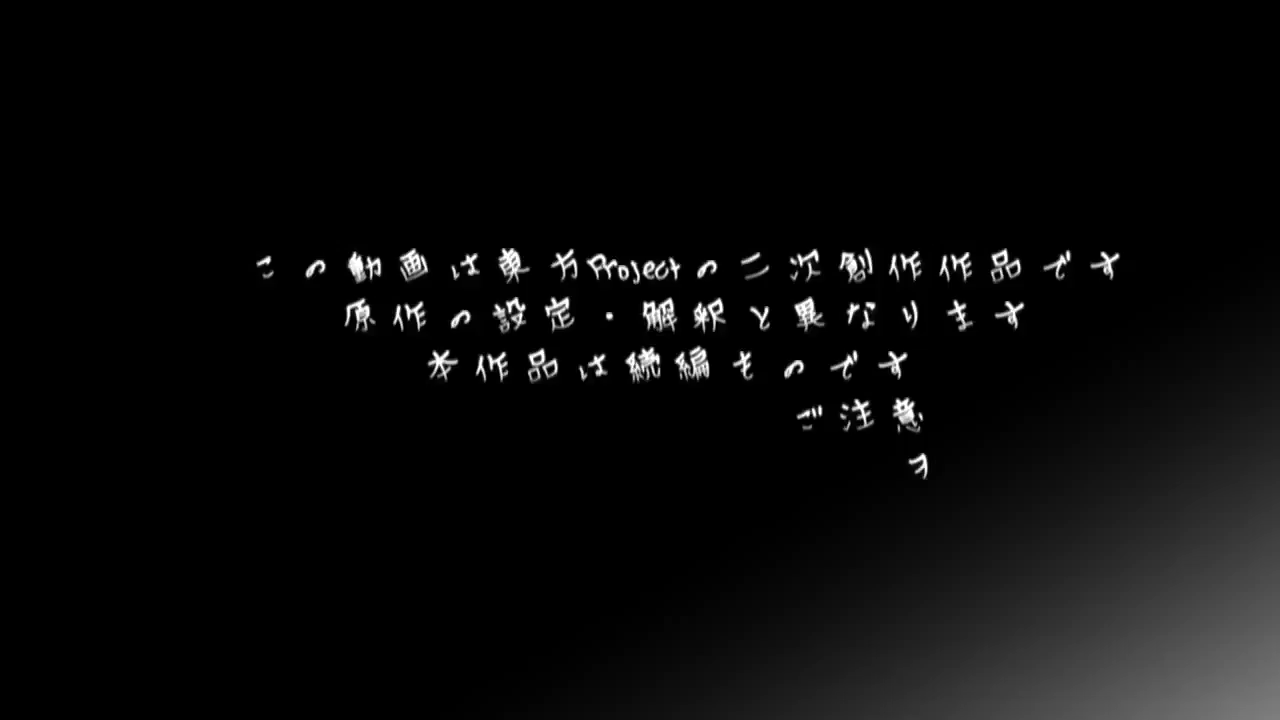 この動画は東方Projectの二次創作作品です
原作の設定・解釈と異なります
本作品は続編ものです
ご注意
ヲ